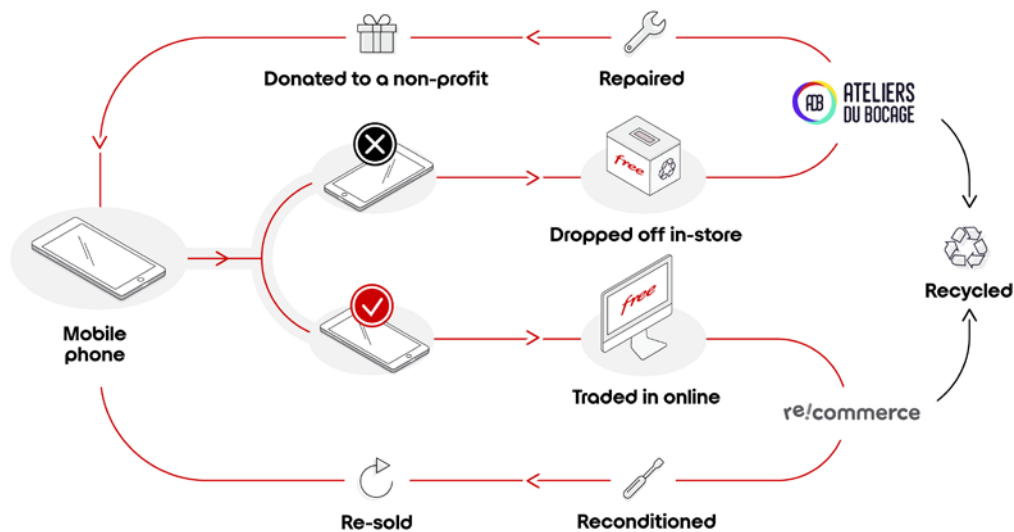 Donated to a non-profit
Repaired
ADB
ATELIERS
DU BOCAGE
free
Dropped off in-store
Mobile
phone
free
Traded in online
Recycled
re!commerce
Re-sold
Reconditioned